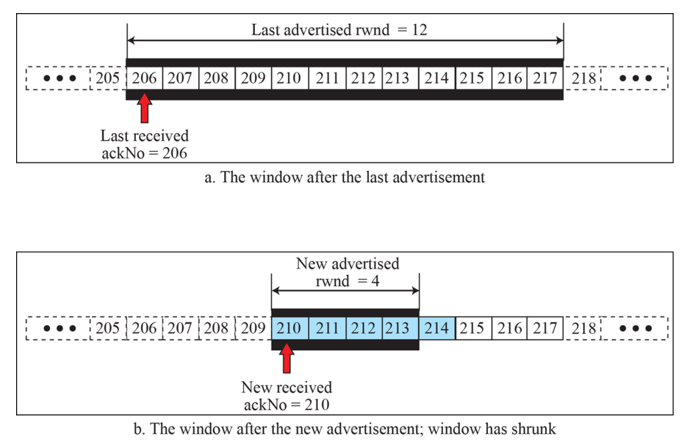 Last advertised rwnd = 12
••• 205 206 207 208 209 210 211 212 213 214 215 216 217 218 •••
Last received
ackNo = 206
a. The window after the last advertisement
New advertised
rwnd = 4
••• 205 206 207 208 209 210 211 212 213 214 215 216 217 218 •••
New received
ackNo = 210
b. The window after the new advertisement; window has shrunk